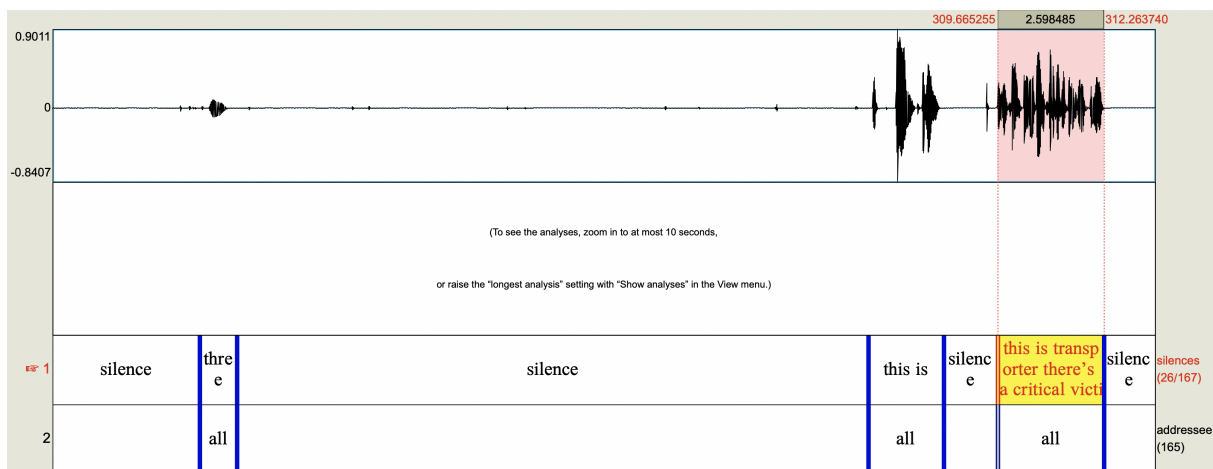 309.665255 2.598485 312.263740
0.9011
0
-0.8407
(To see the analyses, zoom in to at most 10 seconds,
or raise the “longest analysis” setting with “Show analyses” in the View menu.)
☞ 1
silence
thre
e
silence
this is
silenc
e
this is transp
orter there’s
a critical victi
silenc
e
silences
(26/167)
2
all
all
all
addressee
(165)